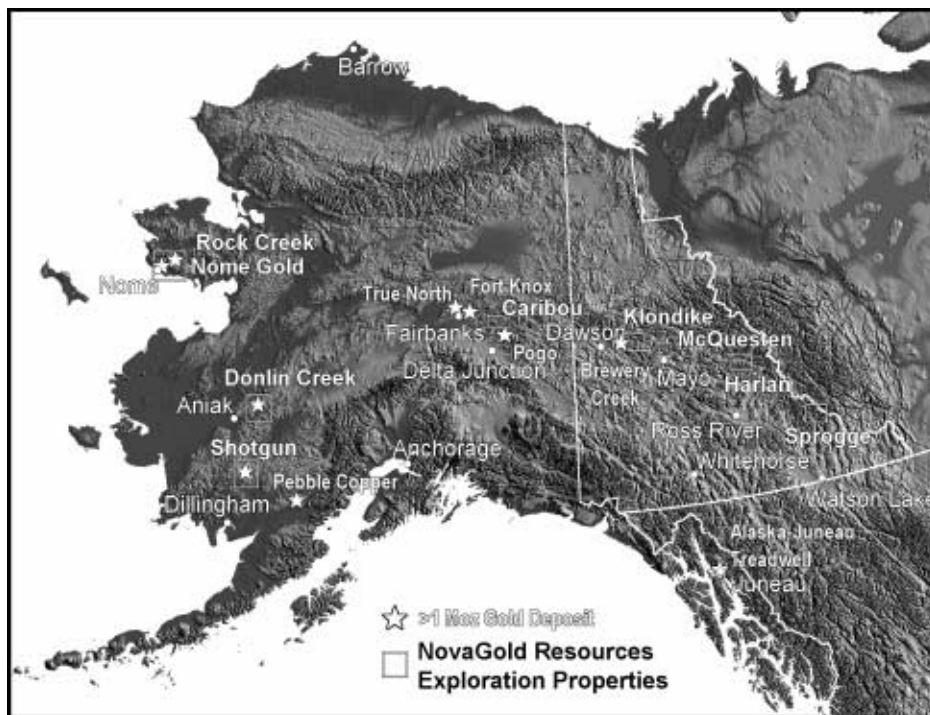 Barrow
Rock Creek
Nome Gold
Nome
Fort Knox
True North
Caribou
Fairbanks
Dawson
Klondike
Pogo
McQuesten
Delta Junction
Brewery
Creek
Mayo
Harlan
Donlin Creek
Aniak
Ross River
Sprogge
Shotgun
Anchorage
Whitehorse
Pebble Copper
Dillingham
Watson Lake
Alaska-Juneau
Treadwell
Juneau
>1 Moz Gold Deposit
NovaGold Resources
Exploration Properties